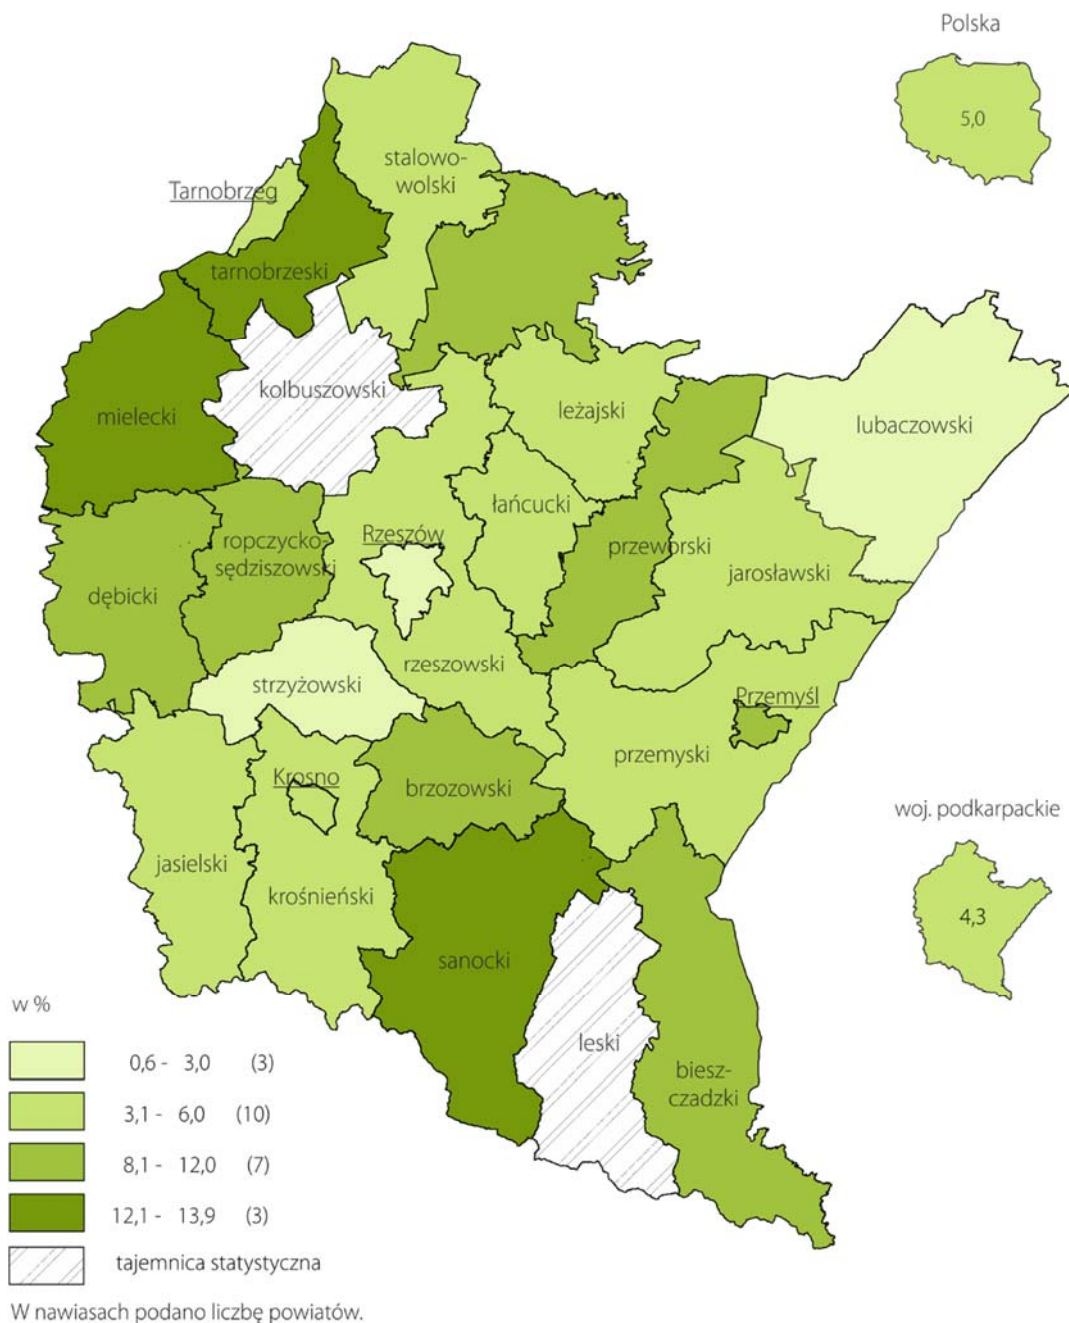 Polska
5,0
stalowo-
wolski
Tarnobrzeg
tarnobrzeski
kolbuszowski
mielecki
leżajski
lubaczowski
łańcucki
Rzeszów
ropczycko-
sędziszowski
przeworski
jarosławski
dębicki
rzeszowski
strzyżowski
Przemyśl
przemyski
Krosno
brzozowski
woj. podkarpackie
4,3
jasielski
krośnieński
sanocki
leski
biesz-
czadzki
w %
0,6 - 3,0 (3)
3,1 - 6,0 (10)
8,1 - 12,0 (7)
12,1 - 13,9 (3)
tajemnica statystyczna
W nawiasach podano liczbę powiatów.